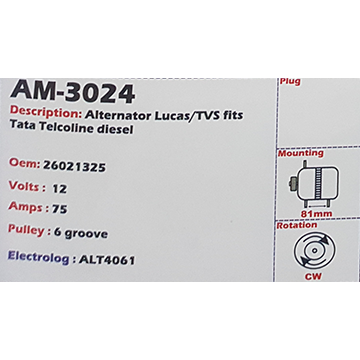 AM-3024
Description: Alternator Lucas/TVS fits
Tata Telcoline diesel
Oem: 26021325
Volts : 12
Amps : 75
Pulley : 6 groove
Electrolog : ALT4061
Plug
Mounting
81mm
Rotation
CW